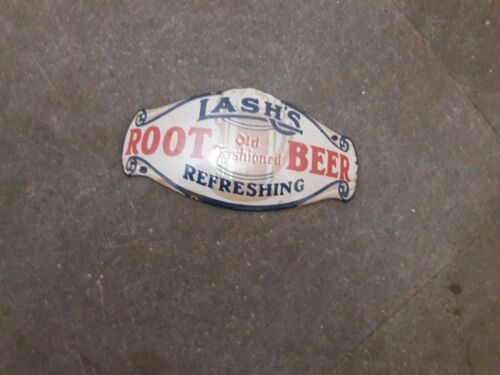 LASH'S
ROOT Old Fashioned BEER
REFRESHING